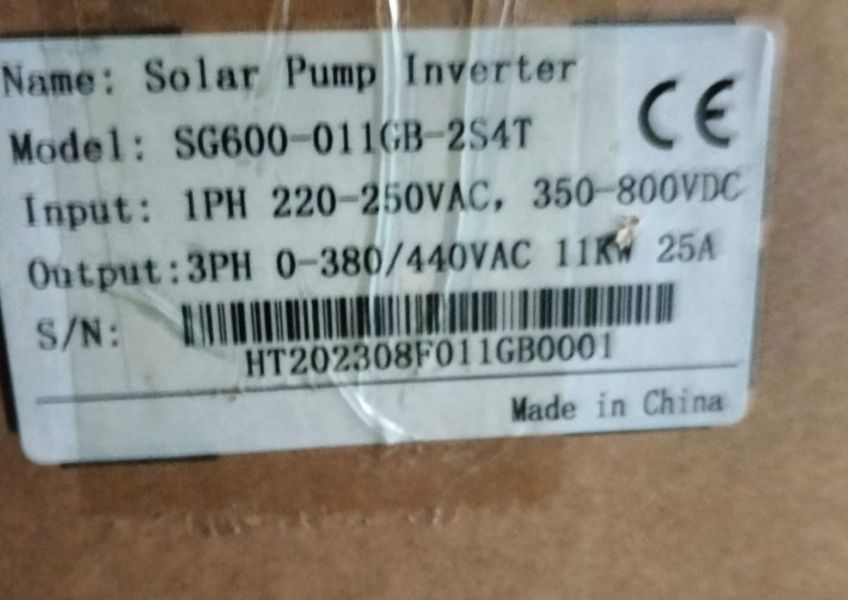 Name: Solar Pump Inverter
CE
Model: SG600-011GB-2S4T
Input: 1PH 220-250VAC, 350-800VDC
Output:3PH 0-380/440VAC 11KW 25A
S/N:
HT202308F011GB0001
Made in China